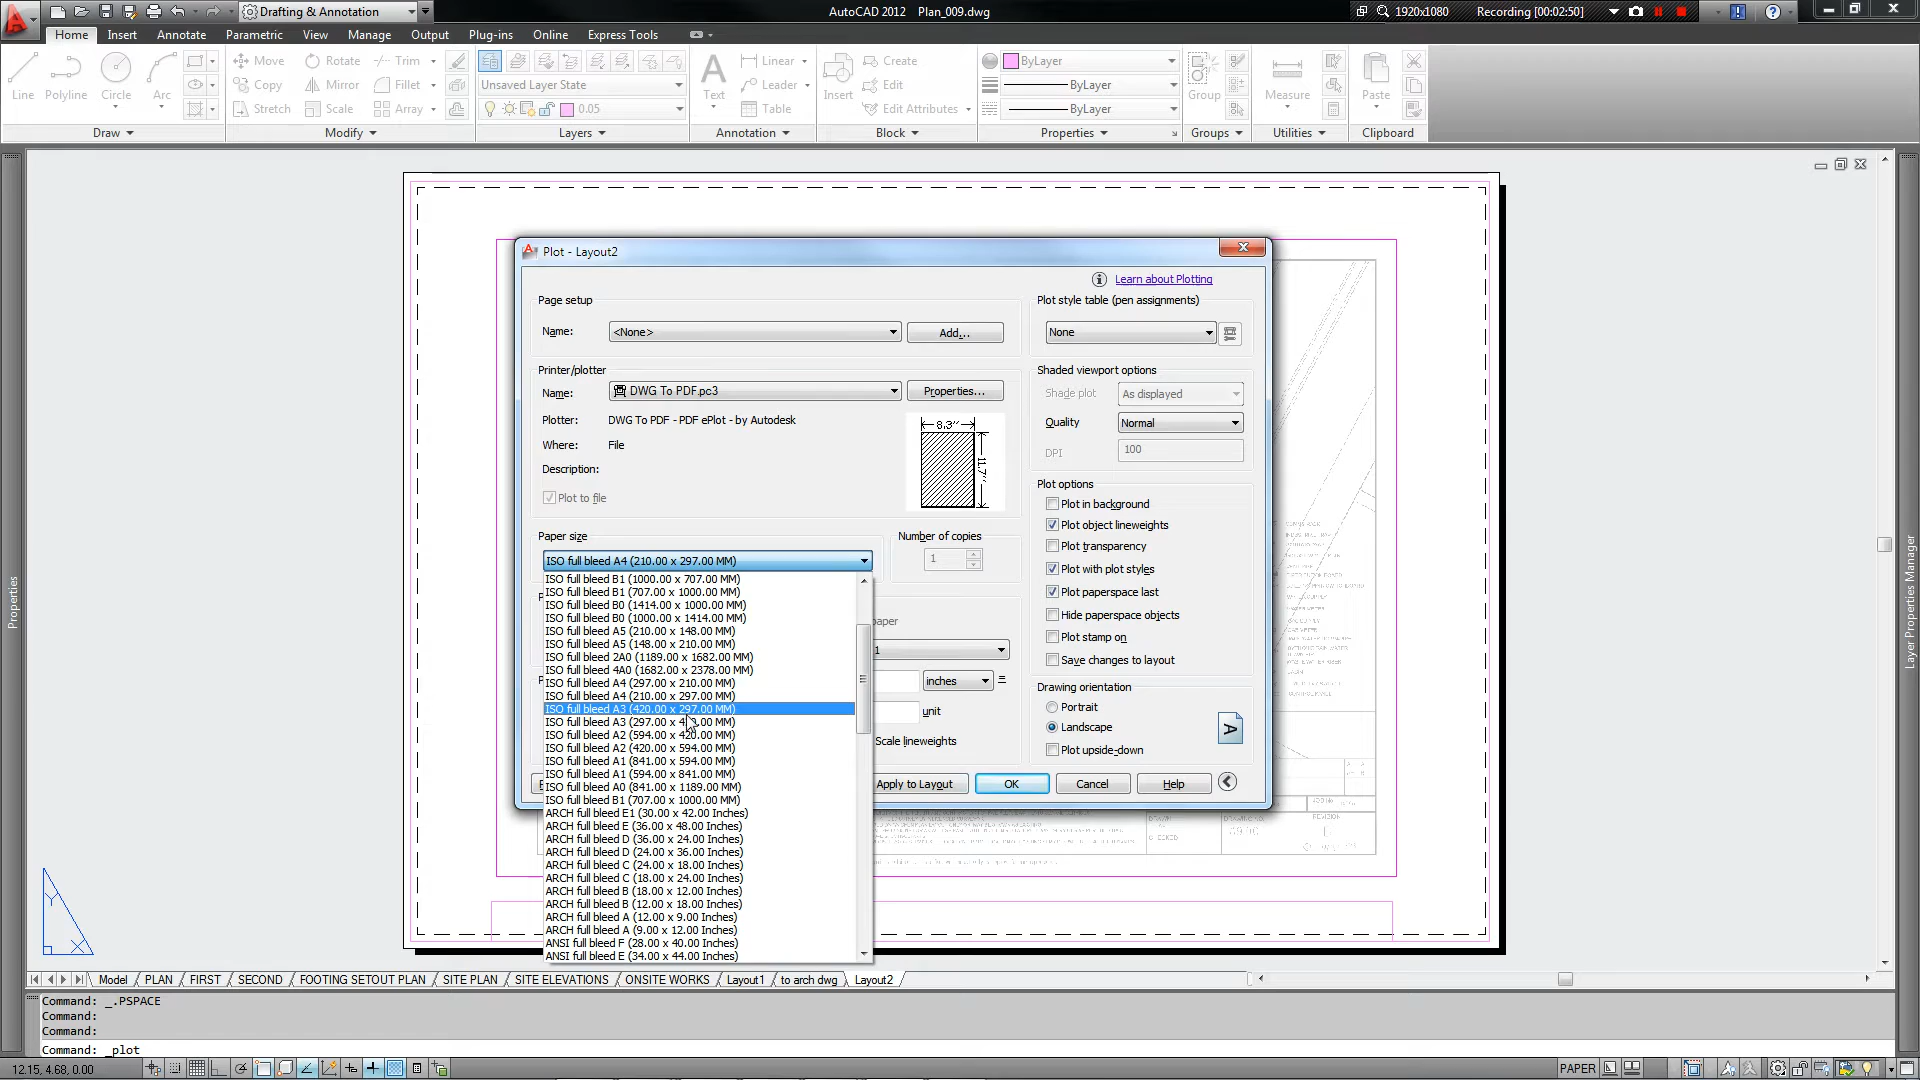 Drafting & Annotation
AutoCAD 2012 Plan_009.dwg
1920x1080
Recording [00:02:50]
Home Insert Annotate Parametric View Manage Output Plug-ins Online Express Tools
Line Polyline Circle Arc
Move Rotate Trim
Copy Mirror Fillet
Stretch Scale Array
Unsaved Layer State
0.05
Text Linear
Leader
Table
Insert Create
Edit
Edit Attributes
ByLayer
ByLayer
ByLayer
Group Measure Paste
Draw Modify Layers Annotation Block Properties Groups Utilities Clipboard
Properties
Layer Properties Manager
Plot - Layout2
Learn about Plotting
Page setup
Name: <None> Add...
Plot style table (pen assignments)
None
Printer/plotter
Name: DWG To PDF.pc3 Properties...
Plotter: DWG To PDF - PDF ePlot - by Autodesk
Where: File
Description:
Plot to file
8.3''
11.7''
Shaded viewport options
Shade plot As displayed
Quality Normal
DPI 100
Paper size
ISO full bleed A4 (210.00 x 297.00 MM)
Number of copies
1
ISO full bleed B1 (1000.00 x 707.00 MM)
ISO full bleed B1 (707.00 x 1000.00 MM)
ISO full bleed B0 (1414.00 x 1000.00 MM)
ISO full bleed B0 (1000.00 x 1414.00 MM)
ISO full bleed A5 (210.00 x 148.00 MM)
ISO full bleed A5 (148.00 x 210.00 MM)
ISO full bleed 2A0 (1189.00 x 1682.00 MM)
ISO full bleed 4A0 (1682.00 x 2378.00 MM)
ISO full bleed A4 (297.00 x 210.00 MM)
ISO full bleed A4 (210.00 x 297.00 MM)
ISO full bleed A3 (420.00 x 297.00 MM)
ISO full bleed A3 (297.00 x 420.00 MM)
ISO full bleed A2 (594.00 x 420.00 MM)
ISO full bleed A2 (420.00 x 594.00 MM)
ISO full bleed A1 (841.00 x 594.00 MM)
ISO full bleed A1 (594.00 x 841.00 MM)
ISO full bleed A0 (841.00 x 1189.00 MM)
ISO full bleed B1 (707.00 x 1000.00 MM)
ARCH full bleed E1 (30.00 x 42.00 Inches)
ARCH full bleed E (36.00 x 48.00 Inches)
ARCH full bleed D (36.00 x 24.00 Inches)
ARCH full bleed D (24.00 x 36.00 Inches)
ARCH full bleed C (24.00 x 18.00 Inches)
ARCH full bleed C (18.00 x 24.00 Inches)
ARCH full bleed B (18.00 x 12.00 Inches)
ARCH full bleed B (12.00 x 18.00 Inches)
ARCH full bleed A (12.00 x 9.00 Inches)
ARCH full bleed A (9.00 x 12.00 Inches)
ANSI full bleed F (28.00 x 40.00 Inches)
ANSI full bleed E (34.00 x 44.00 Inches)
paper
1
inches =
unit
Scale lineweights
Plot options
Plot in background
Plot object lineweights
Plot transparency
Plot with plot styles
Plot paperspace last
Hide paperspace objects
Plot stamp on
Save changes to layout
Drawing orientation
Portrait
Landscape
Plot upside-down
A
Apply to Layout OK Cancel Help
REVISION
Y
X
Model PLAN FIRST SECOND FOOTING SETOUT PLAN SITE PLAN SITE ELEVATIONS ONSITE WORKS Layout1 to arch dwg Layout2
Command: _.PSPACE
Command:
Command:
Command: _plot
12.15, 4.68, 0.00
PAPER